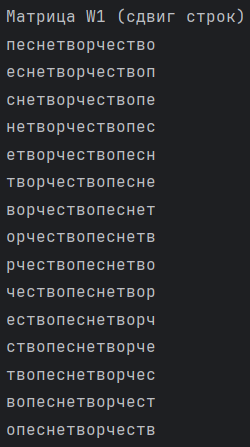 Матрица W1 (сдвиг строк)
песнетворчество
еснетворчествоп
снетворчествопе
нетворчествопес
етворчествопесн
творчествопесне
ворчествопеснет
орчествопеснетв
рчествопеснетво
чествопеснетвор
ествопеснетворч
ствопеснетворче
твопеснетворчес
вопеснетворчест
опеснетворчеств